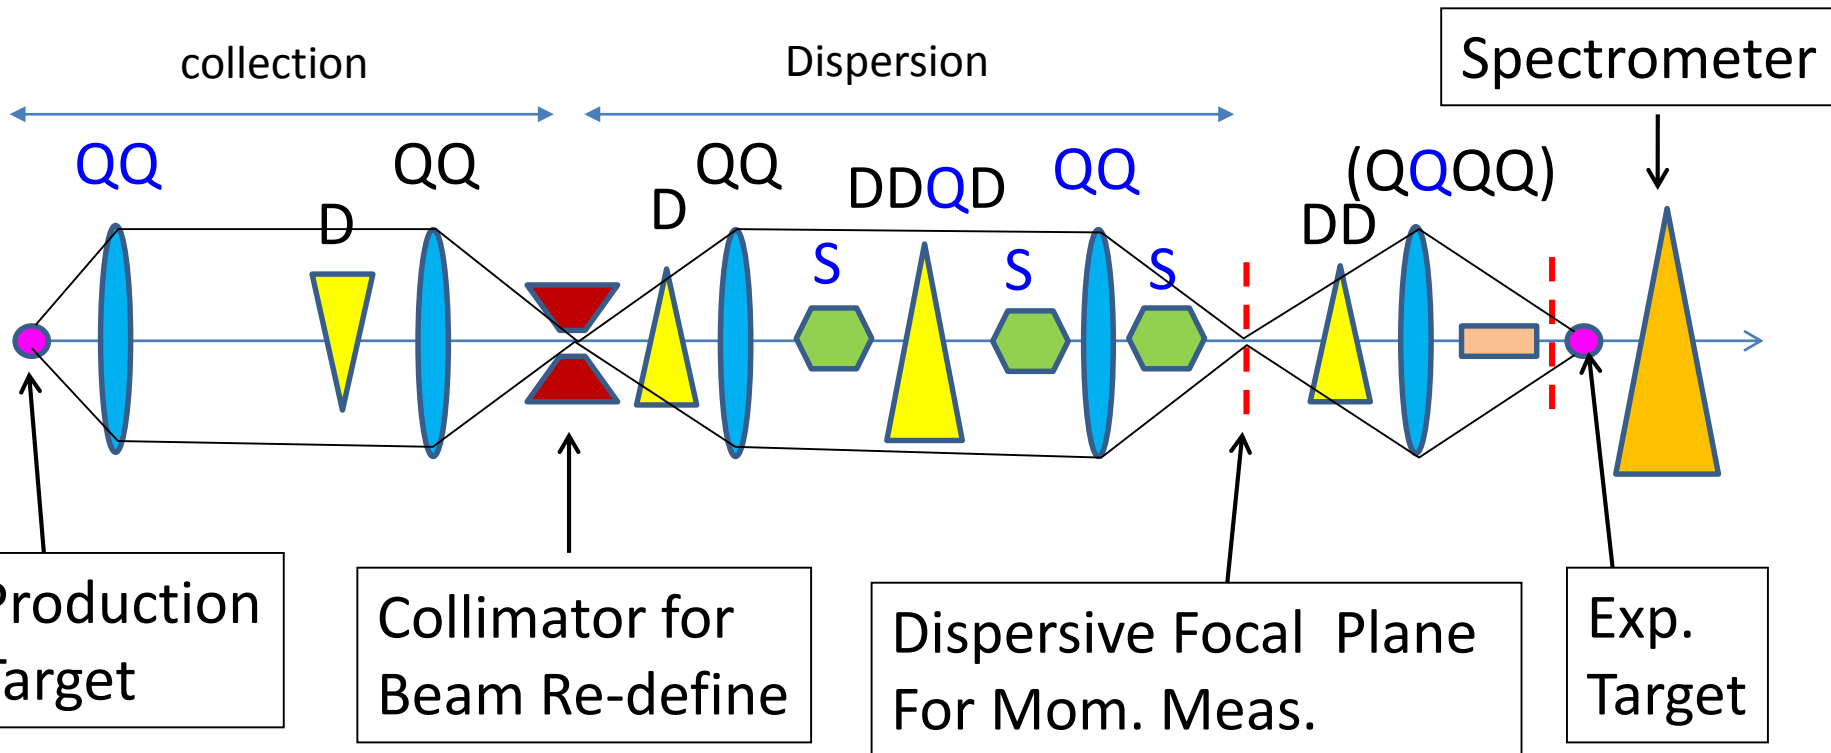 Spectrometer
collection
Dispersion
QQ
D
QQ
D
QQ
S
DDQD
S
QQ
S
DD
(QQQQ)
Production
Target
Collimator for
Beam Re-define
Dispersive Focal Plane
For Mom. Meas.
Exp.
Target